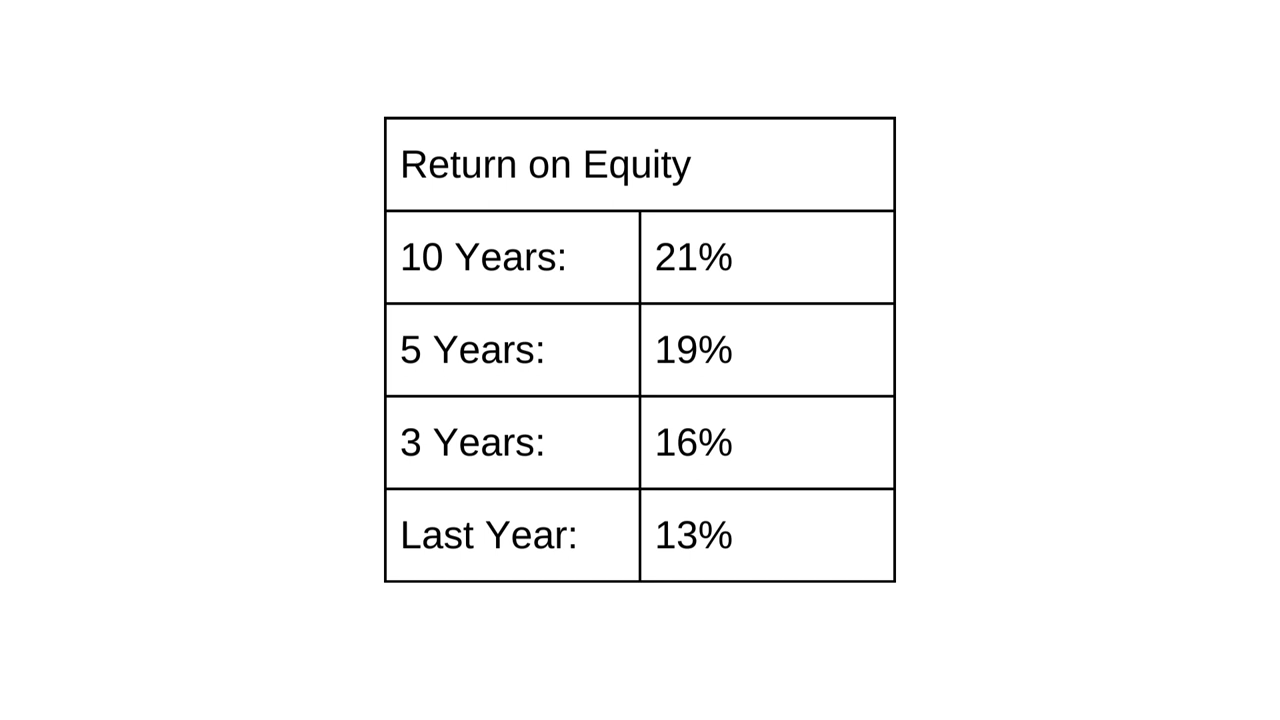 Return on Equity
10 Years: 21%
5 Years: 19%
3 Years: 16%
Last Year: 13%